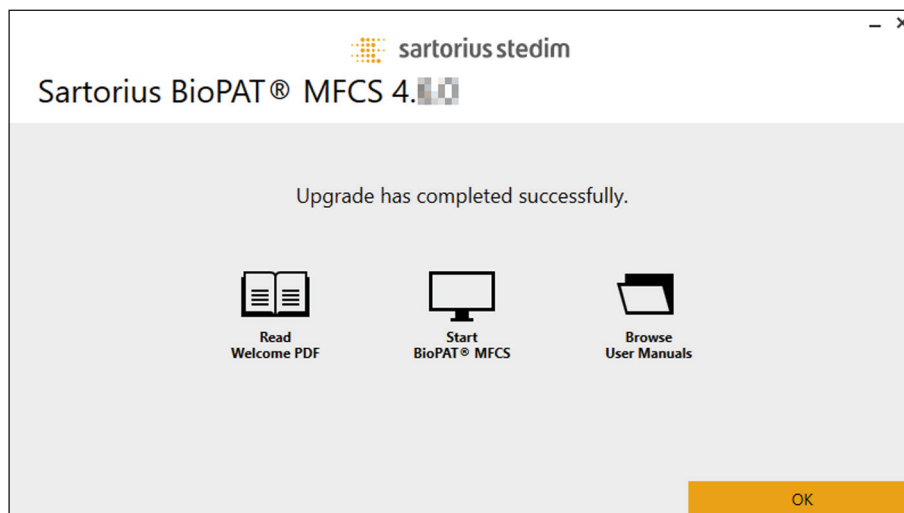 sartorius stedim
Sartorius BioPAT® MFCS 4.
Upgrade has completed successfully.
Read
Welcome PDF
Start
BioPAT® MFCS
Browse
User Manuals
OK